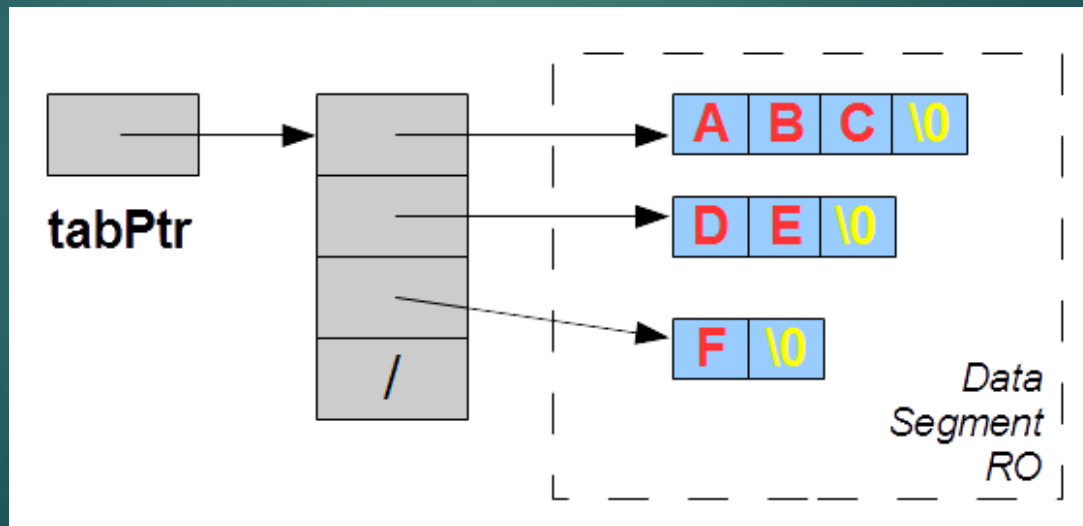 A B C \0
tabPtr
D E \0
F \0
/
Data
Segment
RO